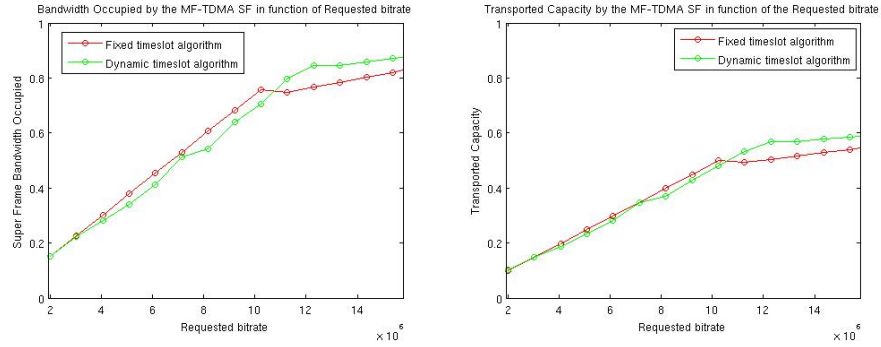 Bandwidth Occupied by the MF-TDMA SF in function of Requested bitrate
1
0.8
0.6
0.4
0.2
0
Super Frame Bandwidth Occupied
Fixed timeslot algorithm
Dynamic timeslot algorithm
2
4
6
8
10
12
14
Requested bitrate
× 10^6
Transported Capacity by the MF-TDMA SF in function of the Requested bitrate
1
0.8
0.6
0.4
0.2
0
Transported Capacity
Fixed timeslot algorithm
Dynamic timeslot algorithm
2
4
6
8
10
12
14
Requested bitrate
× 10^6